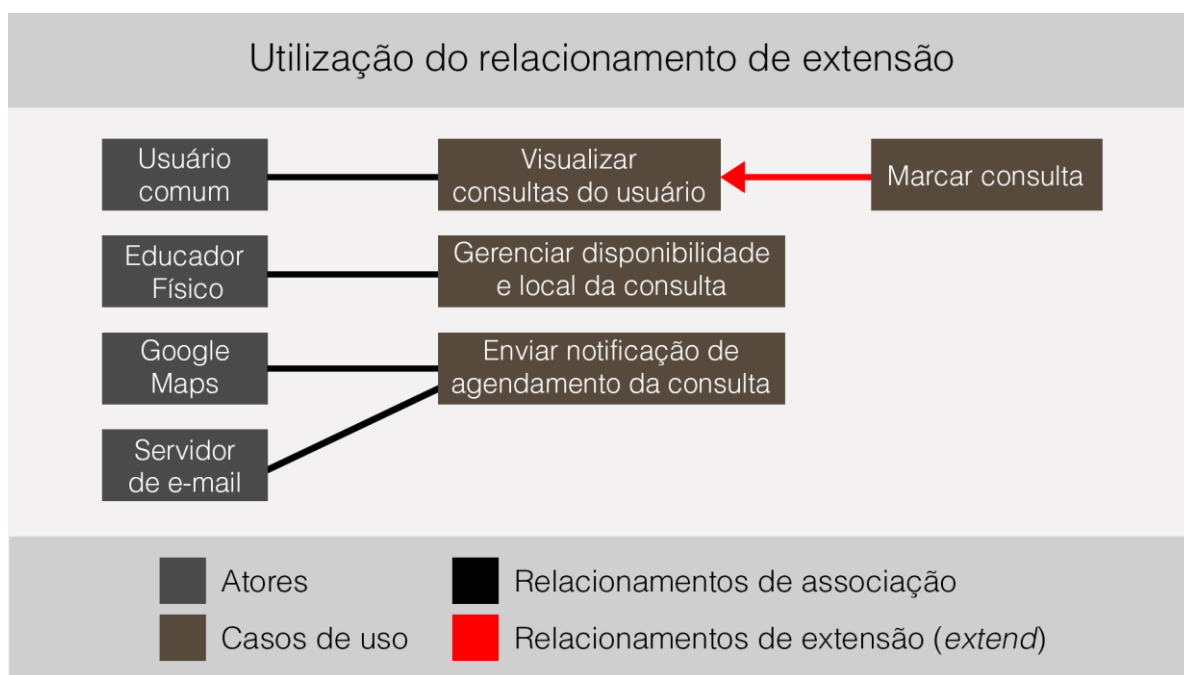 Utilização do relacionamento de extensão
Usuário
comum
Visualizar
consultas do usuário
Marcar consulta
Educador
Físico
Gerenciar disponibilidade
e local da consulta
Google
Maps
Enviar notificação de
agendamento da consulta
Servidor
de e-mail
Atores
Relacionamentos de associação
Casos de uso
Relacionamentos de extensão (extend)